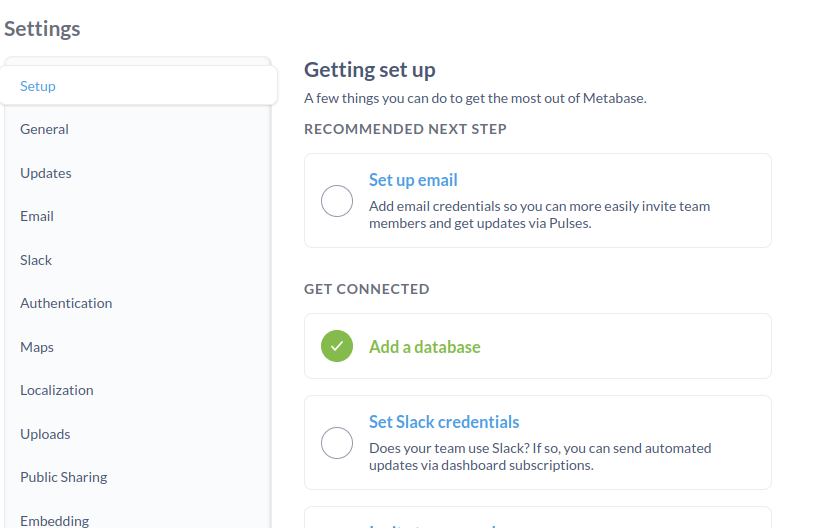 Settings
Setup
General
Updates
Email
Slack
Authentication
Maps
Localization
Uploads
Public Sharing
Embedding
Getting set up
A few things you can do to get the most out of Metabase.
RECOMMENDED NEXT STEP
Set up email
Add email credentials so you can more easily invite team
members and get updates via Pulses.
GET CONNECTED
Add a database
Set Slack credentials
Does your team use Slack? If so, you can send automated
updates via dashboard subscriptions.